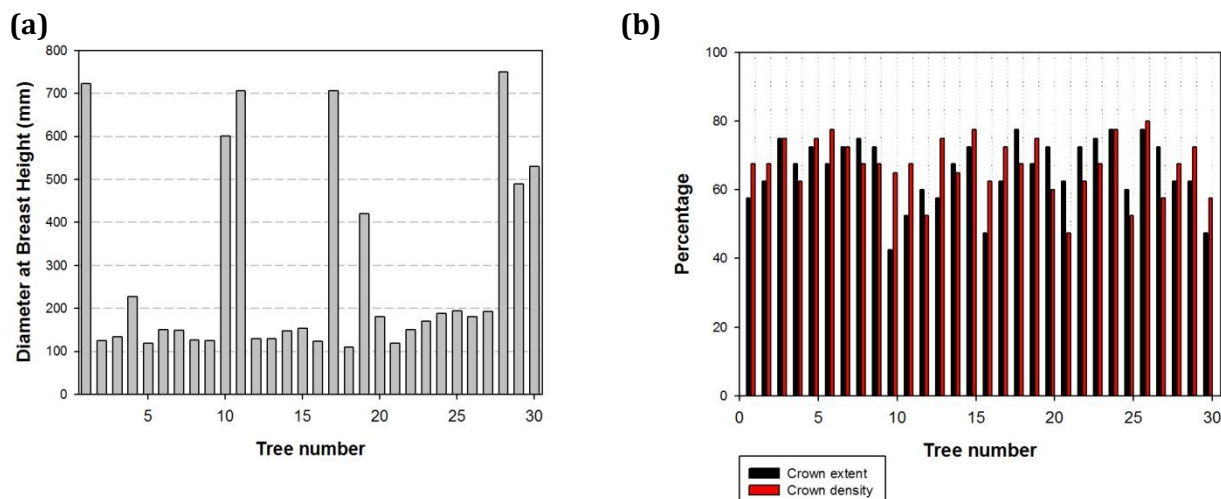 (a)
800
700
600
500
400
300
200
100
0
Diameter at Breast Height (mm)
5 10 15 20 25 30
Tree number
(b)
100
80
60
40
20
0
Percentage
0 5 10 15 20 25 30
Tree number
Crown extent
Crown density